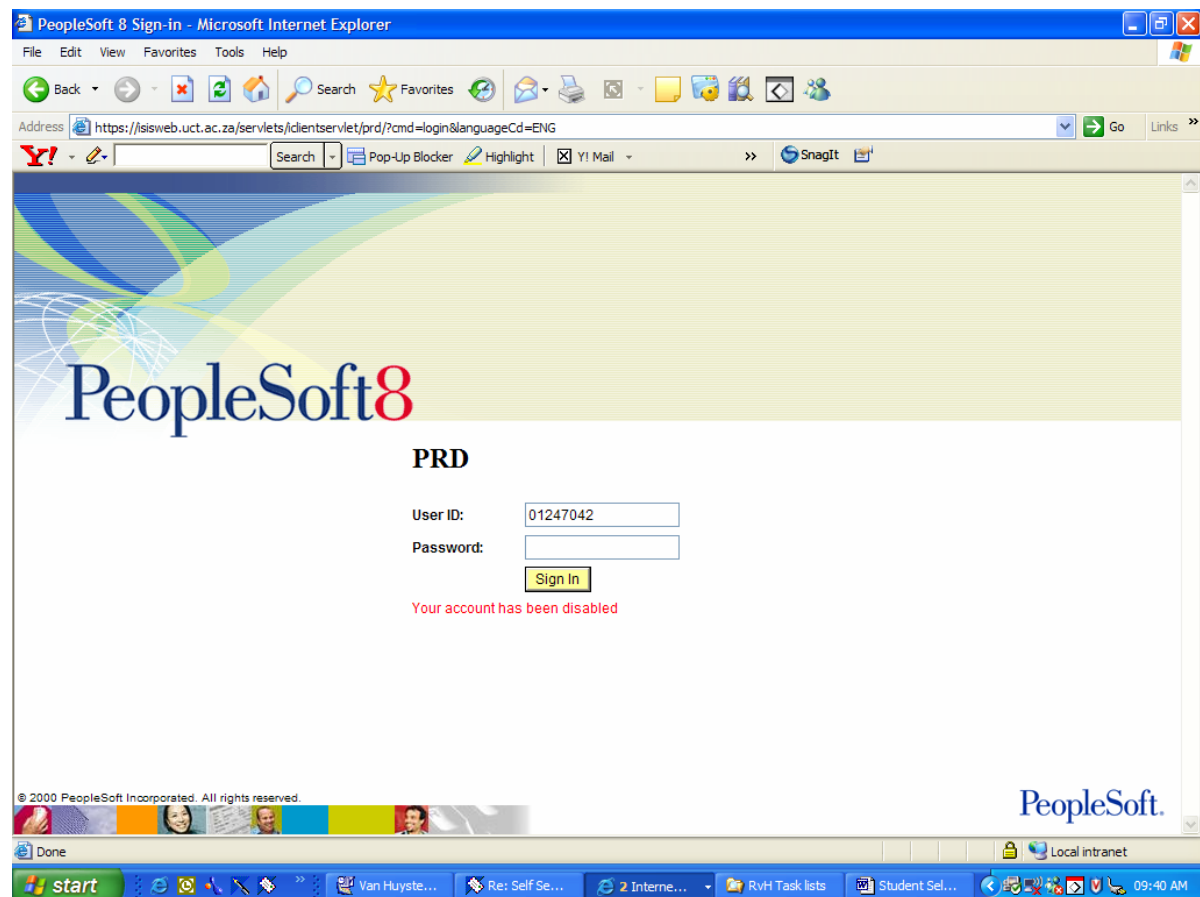 PeopleSoft 8 Sign-in - Microsoft Internet Explorer
File Edit View Favorites Tools Help
Back Search Favorites
Address https://isisweb.uct.ac.za/servlets/iclientservlet/prd/?cmd=login&languageCd=ENG Go Links »
Y! Search Pop-Up Blocker Highlight Y! Mail » SnagIt
PeopleSoft8
PRD
User ID: 01247042
Password:
Sign In
Your account has been disabled
© 2000 PeopleSoft Incorporated. All rights reserved.
PeopleSoft.
Done Local intranet
start » Van Huyste... Re: Self Se... 2 Interne... RvH Task lists Student Sel... 09:40 AM